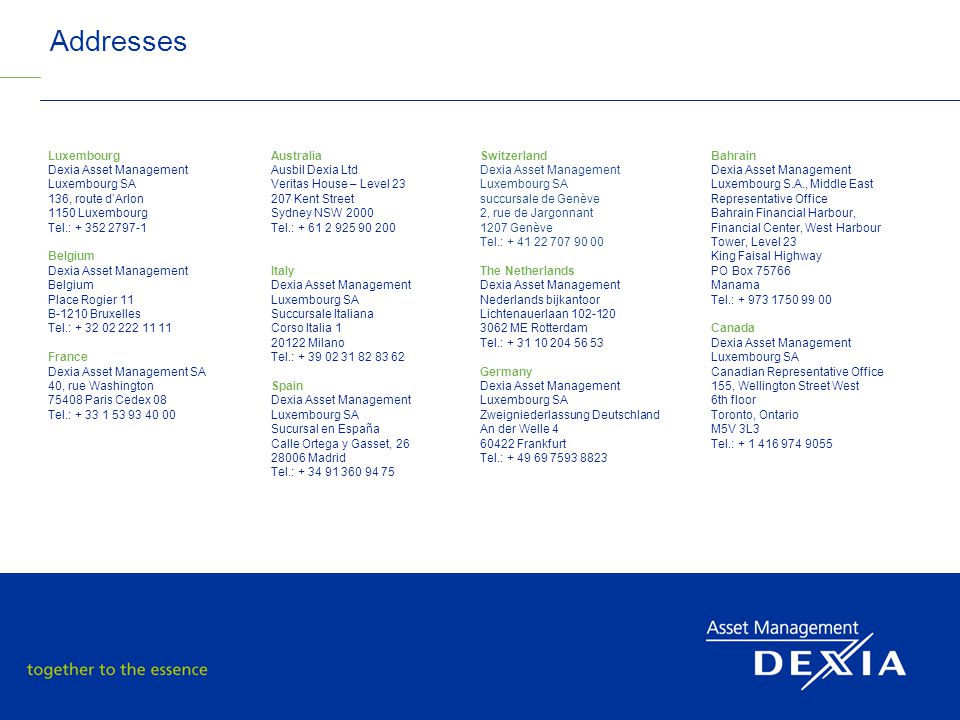 Addresses
Luxembourg
Dexia Asset Management
Luxembourg SA
136, route d’Arlon
1150 Luxembourg
Tel.: + 352 2797-1
Belgium
Dexia Asset Management
Belgium
Place Rogier 11
B-1210 Bruxelles
Tel.: + 32 02 222 11 11
France
Dexia Asset Management SA
40, rue Washington
75408 Paris Cedex 08
Tel.: + 33 1 53 93 40 00
Australia
Ausbil Dexia Ltd
Veritas House – Level 23
207 Kent Street
Sydney NSW 2000
Tel.: + 61 2 925 90 200
Italy
Dexia Asset Management
Luxembourg SA
Succursale Italiana
Corso Italia 1
20122 Milano
Tel.: + 39 02 31 82 83 62
Spain
Dexia Asset Management
Luxembourg SA
Sucursal en España
Calle Ortega y Gasset, 26
28006 Madrid
Tel.: + 34 91 360 94 75
Switzerland
Dexia Asset Management
Luxembourg SA
succursale de Genève
2, rue de Jargonnant
1207 Genève
Tel.: + 41 22 707 90 00
The Netherlands
Dexia Asset Management
Nederlands bijkantoor
Lichtenauerlaan 102-120
3062 ME Rotterdam
Tel.: + 31 10 204 56 53
Germany
Dexia Asset Management
Luxembourg SA
Zweigniederlassung Deutschland
An der Welle 4
60422 Frankfurt
Tel.: + 49 69 7593 8823
Bahrain
Dexia Asset Management
Luxembourg S.A., Middle East
Representative Office
Bahrain Financial Harbour,
Financial Center, West Harbour
Tower, Level 23
King Faisal Highway
PO Box 75766
Manama
Tel.: + 973 1750 99 00
Canada
Dexia Asset Management
Luxembourg SA
Canadian Representative Office
155, Wellington Street West
6th floor
Toronto, Ontario
M5V 3L3
Tel.: + 1 416 974 9055
together to the essence
Asset Management
DEXIA